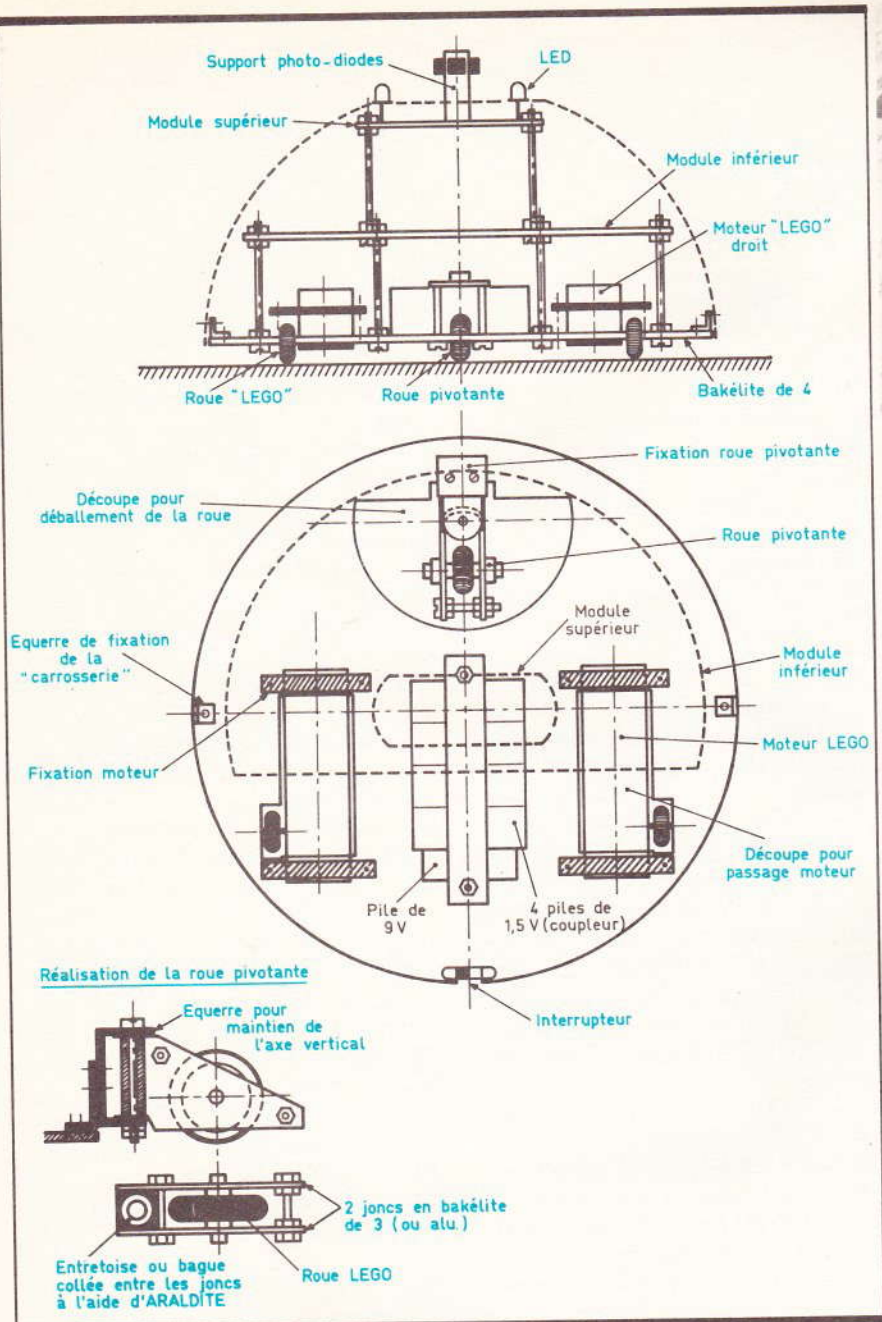 Support photo-diodes
LED
Module supérieur
Module inférieur
Moteur "LEGO"
droit
Roue "LEGO"
Roue pivotante
Bakélite de 4
Fixation roue pivotante
Découpe pour
déballement de la roue
Roue pivotante
Module
supérieur
Equerre de fixation
de la
"carrosserie"
Module
inférieur
Moteur LEGO
Fixation moteur
Découpe pour
passage moteur
Pile de
9 V
4 piles de
1,5 V (coupleur)
Interrupteur
Réalisation de la roue pivotante
Equerre pour
maintien de
l'axe vertical
2 joncs en bakélite
de 3 (ou alu.)
Roue LEGO
Entretoise ou bague
collée entre les joncs
à l'aide d'ARALDITE